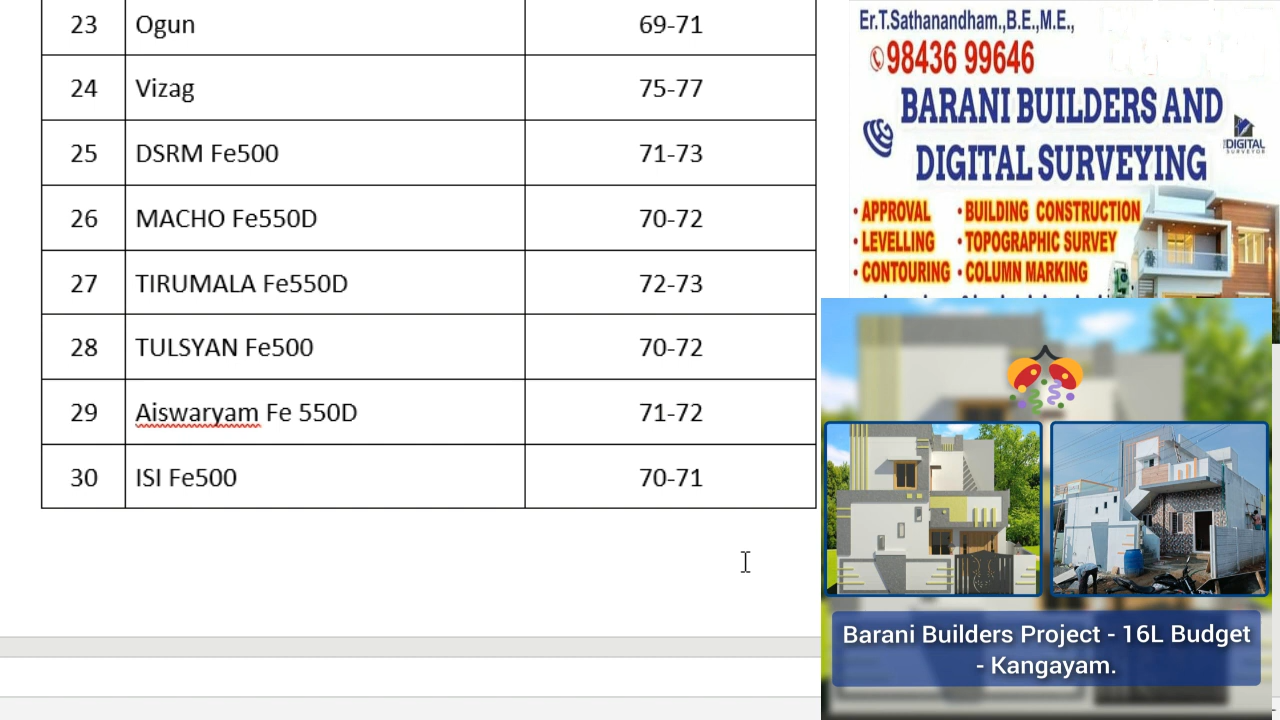 23 Ogun 69-71
24 Vizag 75-77
25 DSRM Fe500 71-73
26 MACHO Fe550D 70-72
27 TIRUMALA Fe550D 72-73
28 TULSYAN Fe500 70-72
29 Aiswaryam Fe 550D 71-72
30 ISI Fe500 70-71
Er.T.Sathanandham.,B.E.,M.E.,
98436 99646
BARANI BUILDERS AND
DIGITAL SURVEYING
DIGITAL
SURVEYOR
• APPROVAL • BUILDING CONSTRUCTION
• LEVELLING • TOPOGRAPHIC SURVEY
• CONTOURING • COLUMN MARKING
Barani Builders Project - 16L Budget
- Kangayam.